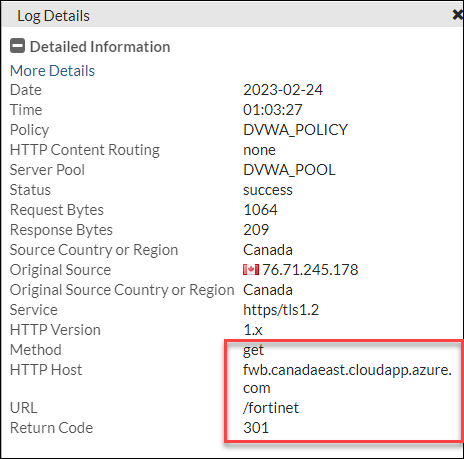 Log Details
Detailed Information
More Details
Date 2023-02-24
Time 01:03:27
Policy DVWA_POLICY
HTTP Content Routing none
Server Pool DVWA_POOL
Status success
Request Bytes 1064
Response Bytes 209
Source Country or Region Canada
Original Source 76.71.245.178
Original Source Country or Region Canada
Service https/tls1.2
HTTP Version 1.x
Method get
HTTP Host fwb.canadaeast.cloudapp.azure.
com
URL /fortinet
Return Code 301